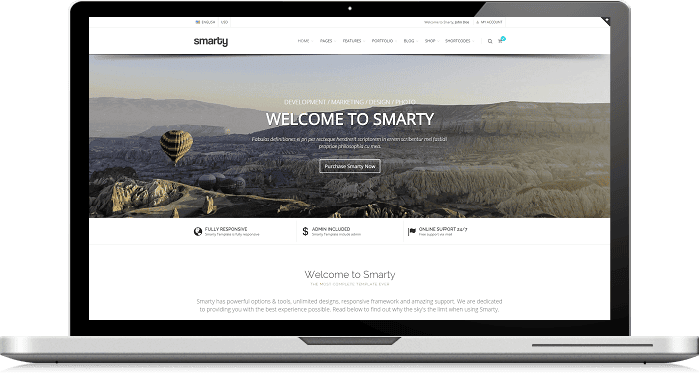 ENGLISH USD
Welcome to Smarty, John Doe MY ACCOUNT
smarty
HOME PAGES FEATURES PORTFOLIO BLOG SHOP SHORTCODES
DEVELOPMENT / MARKETING / DESIGN / PHOTO
WELCOME TO SMARTY
Fabulas definitiones ei pri per recteque hendrerit scriptorem in errem scribentur mel fastidii
propriae philosophia cu mea.
Purchase Smarty Now
FULLY RESPONSIVE
Smarty Template is fully responsive
ADMIN INCLUDED
Smarty Template include admin
ONLINE SUPPORT 24/7
Free support via email
Welcome to Smarty
THE MOST COMPLETE TEMPLATE EVER
Smarty has powerful options & tools, unlimited designs, responsive framework and amazing support. We are dedicated
to providing you with the best experience possible. Read below to find out why the sky's the limit when using Smarty.